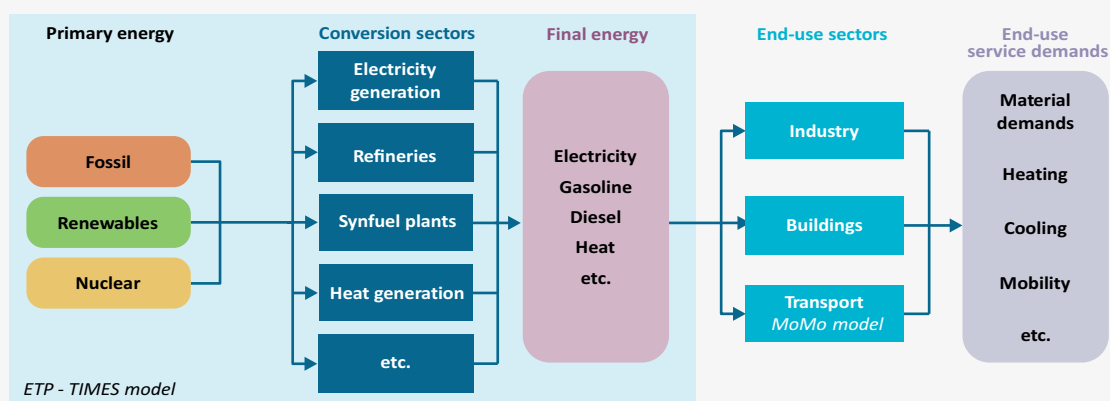 Primary energy
Conversion sectors
Final energy
End-use sectors
End-use
service demands
Fossil
Renewables
Nuclear
Electricity
generation
Refineries
Synfuel plants
Heat generation
etc.
Electricity
Gasoline
Diesel
Heat
etc.
Industry
Buildings
Transport
MoMo model
Material
demands
Heating
Cooling
Mobility
etc.
ETP - TIMES model